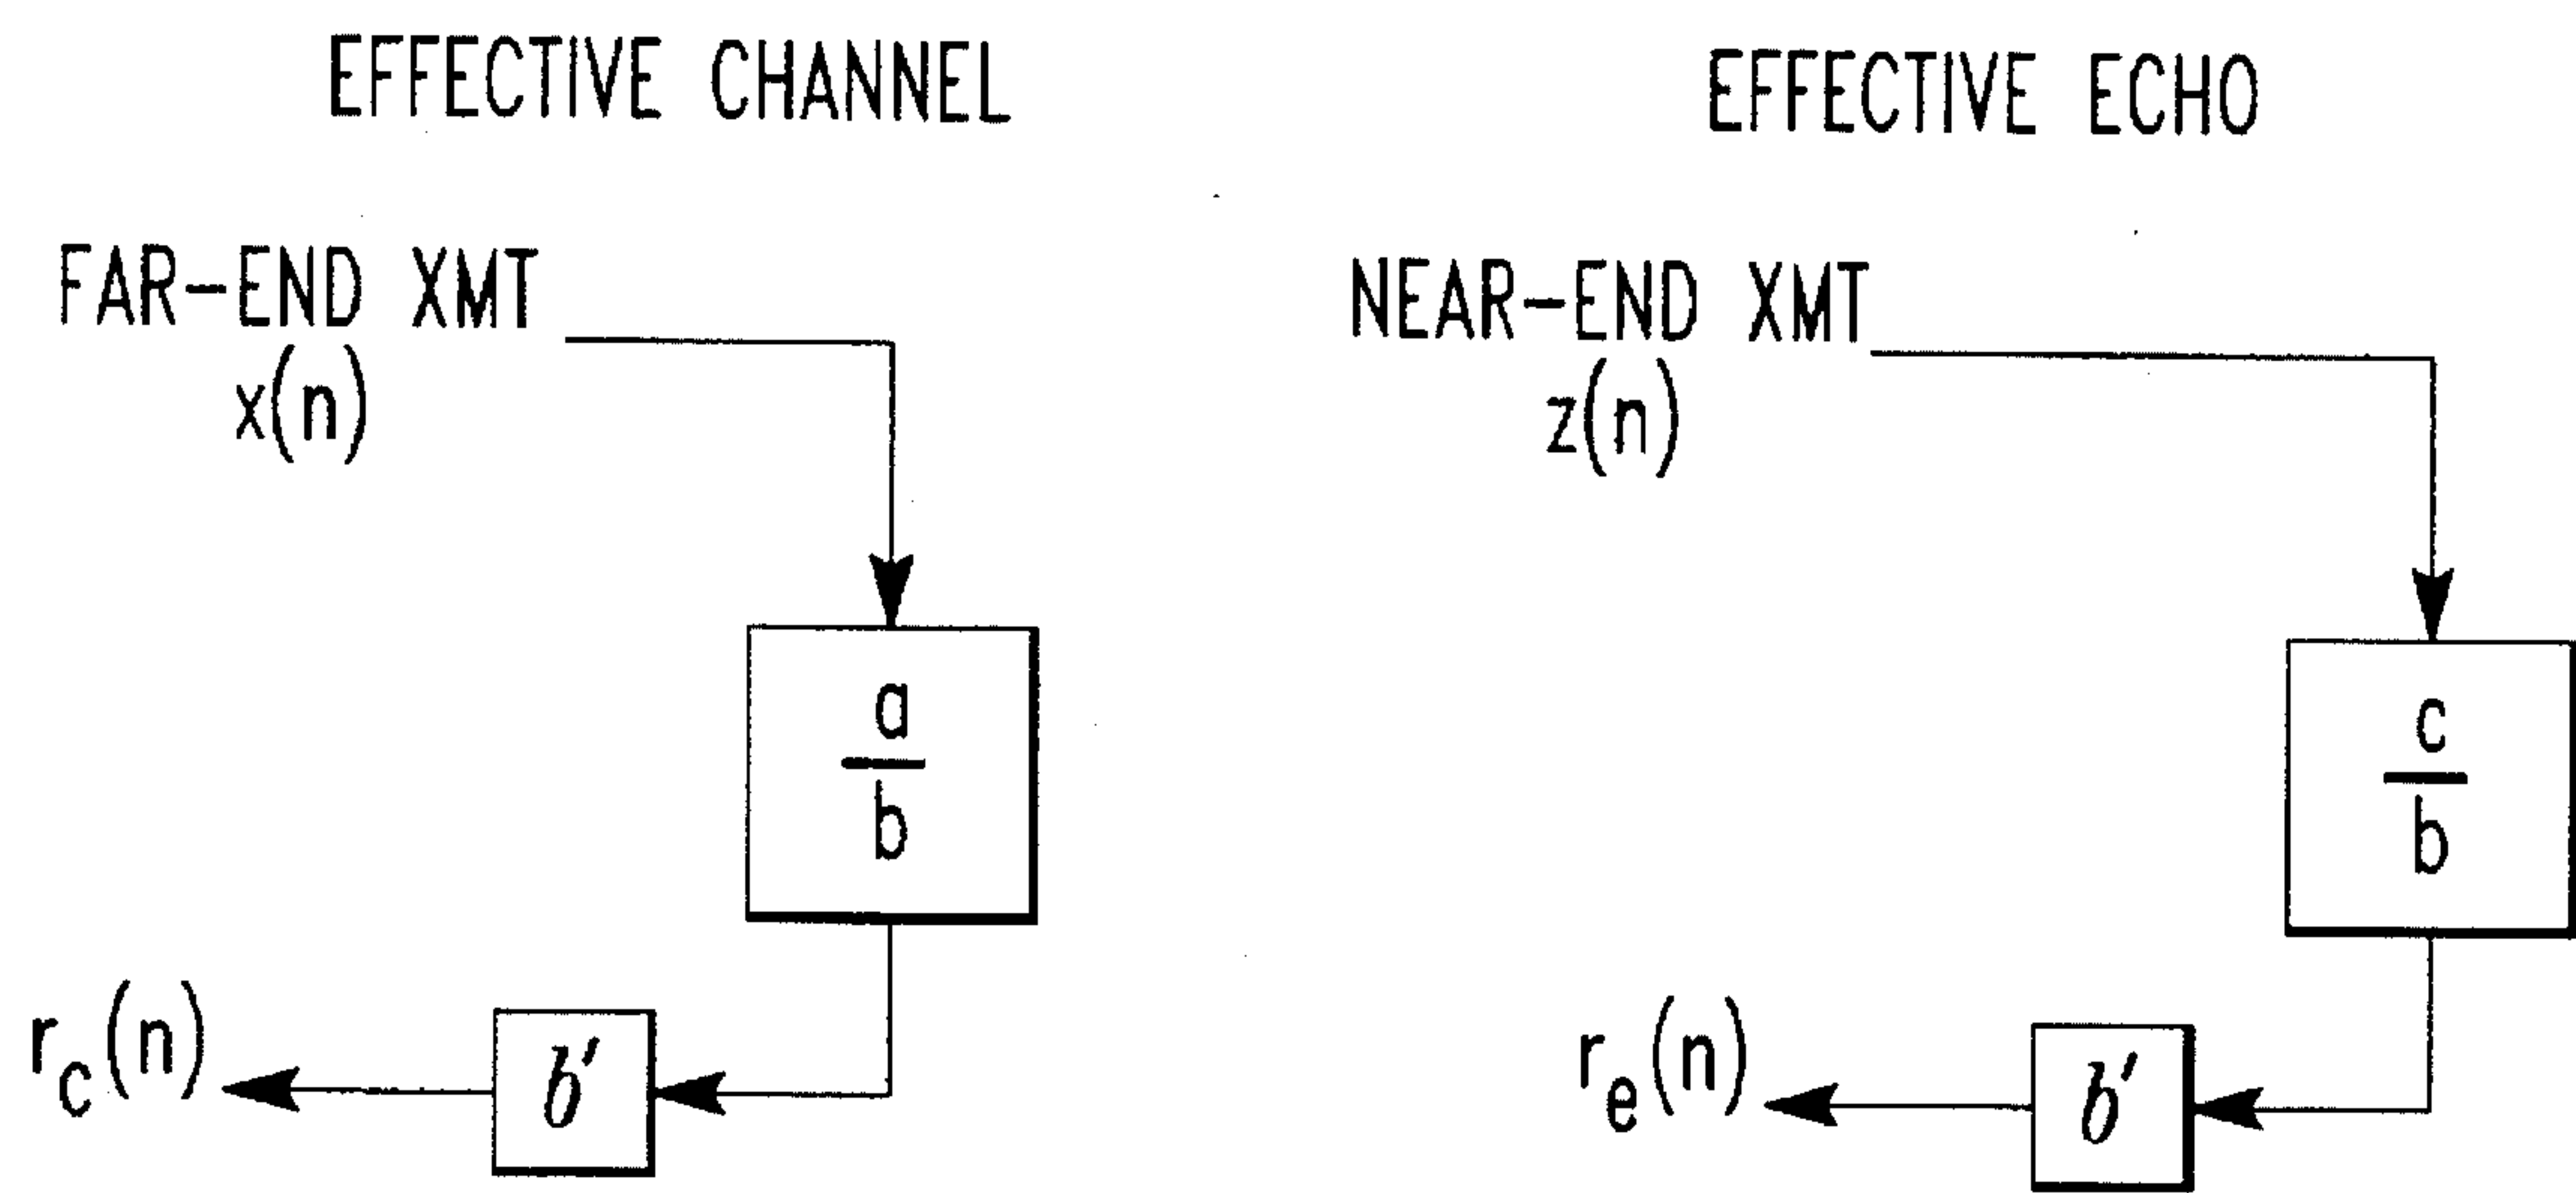 EFFECTIVE CHANNEL
FAR-END XMT
x(n)
a
b
b′
r_c(n)
EFFECTIVE ECHO
NEAR-END XMT
z(n)
c
b
b′
r_e(n)